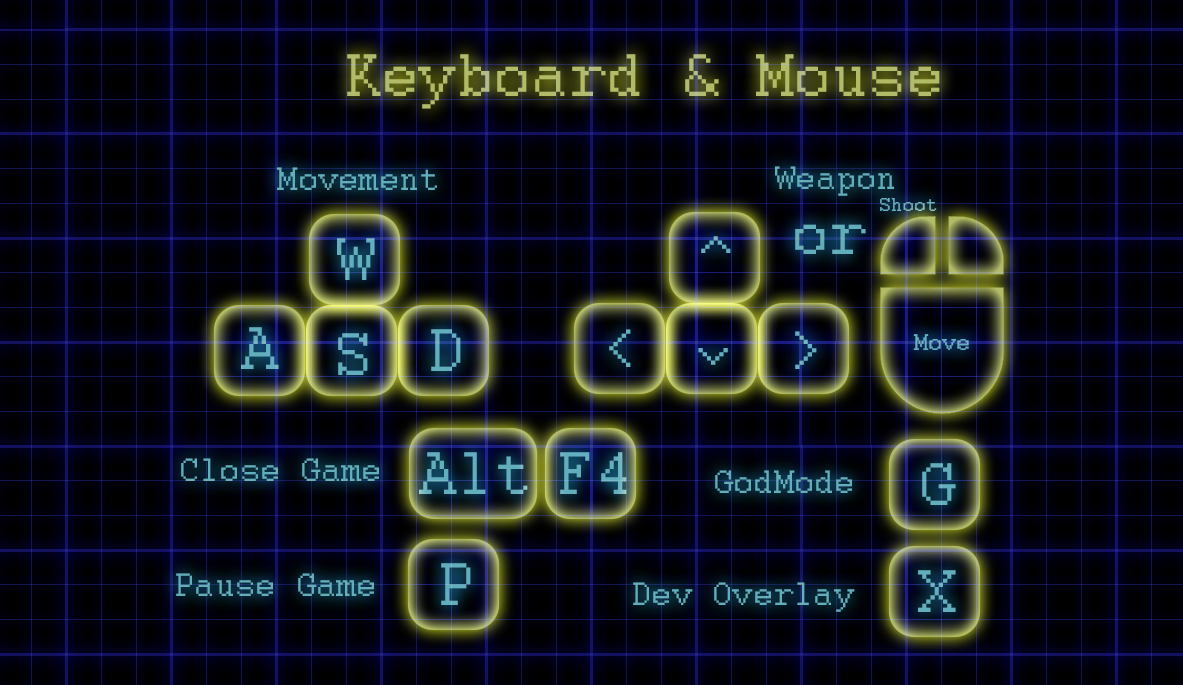 Keyboard & Mouse
Movement
Weapon
Shoot
W
^
or
A S D
< ⌄ >
Move
Close Game Alt F4
GodMode G
Pause Game P
Dev Overlay X